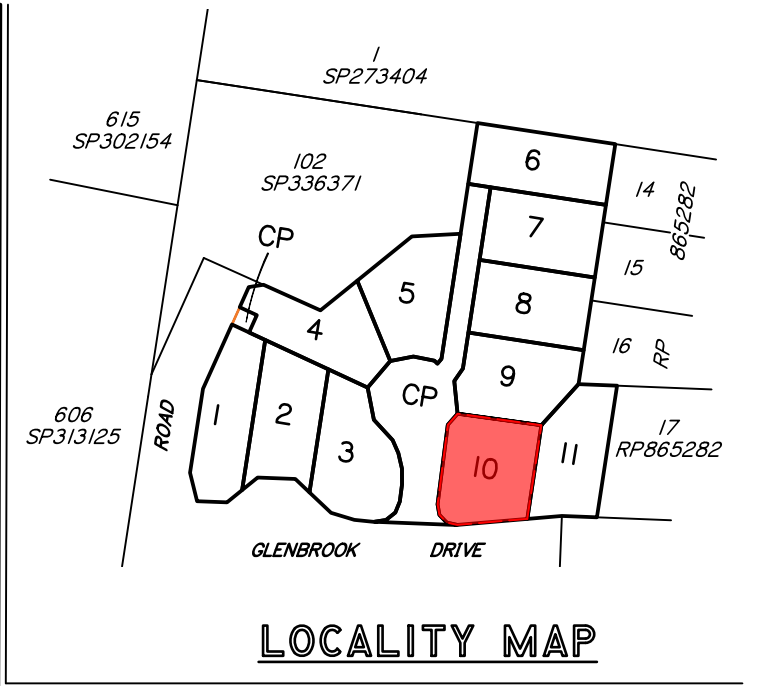 1
SP273404
615
SP302154
102
SP336371
6
14
865282
7
CP
15
5
8
4
16
RP
9
CP
606
SP313125
ROAD
1
2
3
10
11
17
RP865282
GLENBROOK DRIVE
LOCALITY MAP